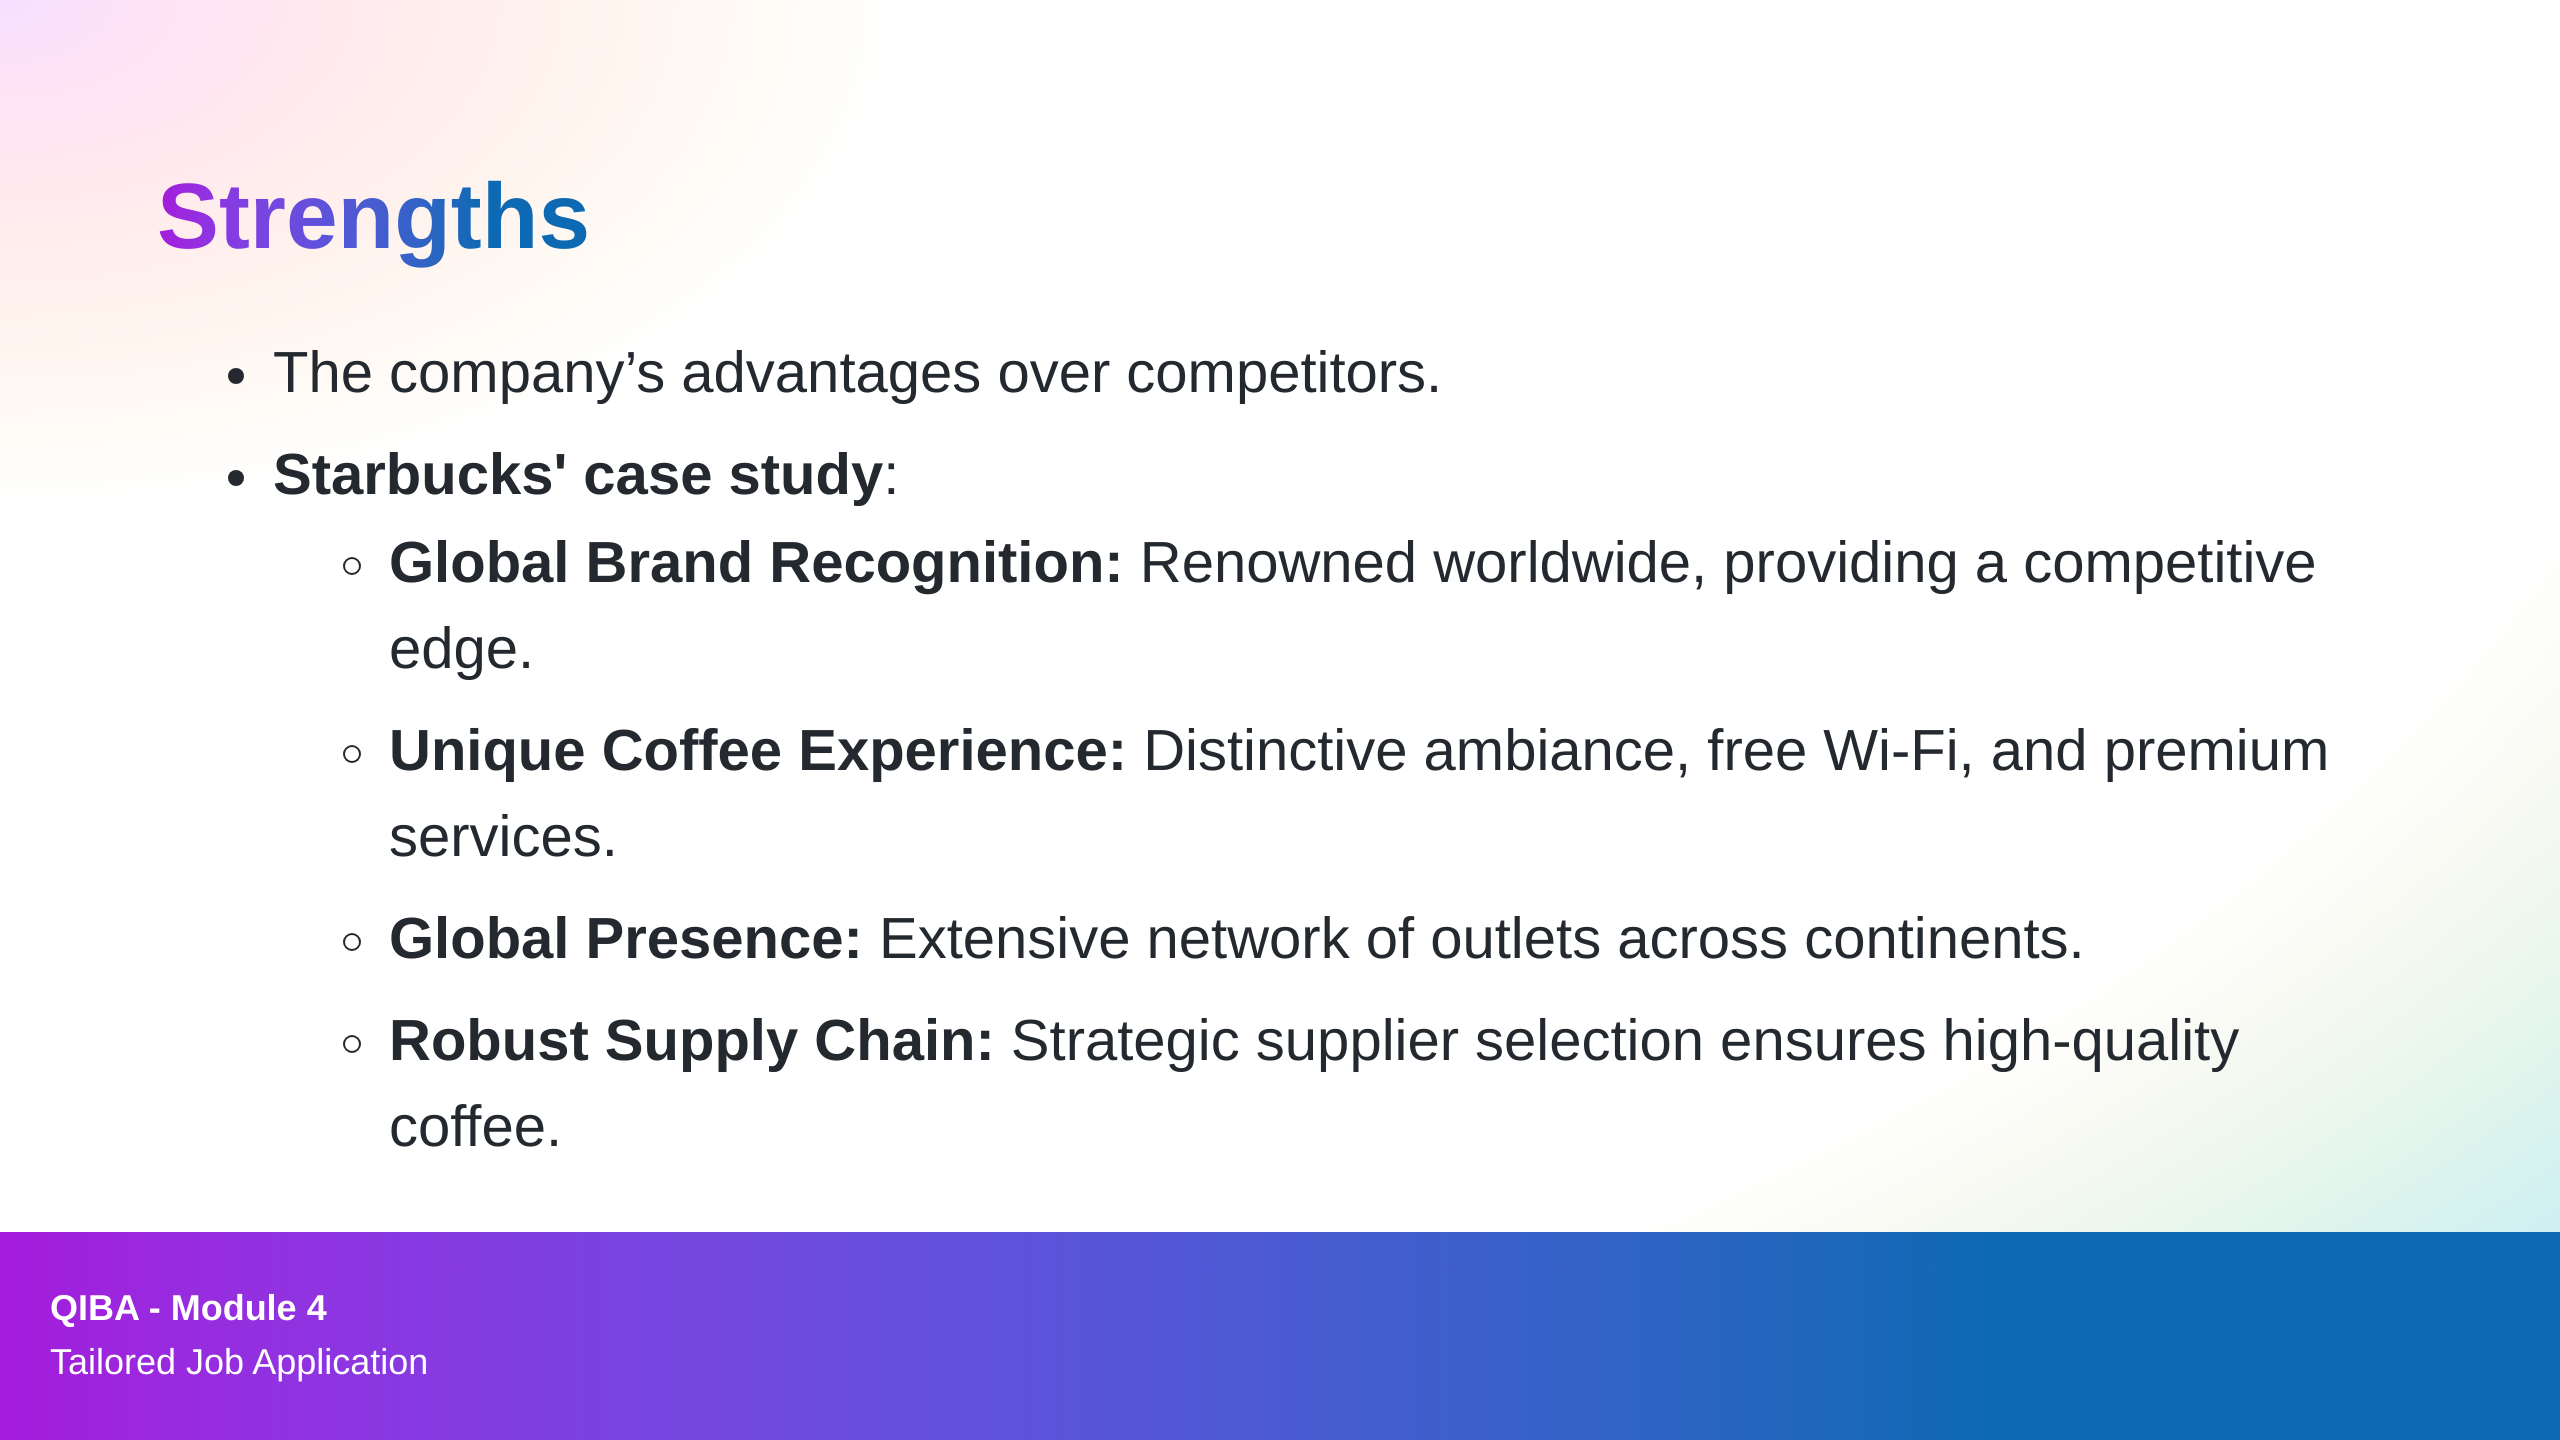 Strengths
The company’s advantages over competitors.
Starbucks' case study:
Global Brand Recognition: Renowned worldwide, providing a competitive
edge.
Unique Coffee Experience: Distinctive ambiance, free Wi-Fi, and premium
services.
Global Presence: Extensive network of outlets across continents.
Robust Supply Chain: Strategic supplier selection ensures high-quality
coffee.
QIBA - Module 4
Tailored Job Application